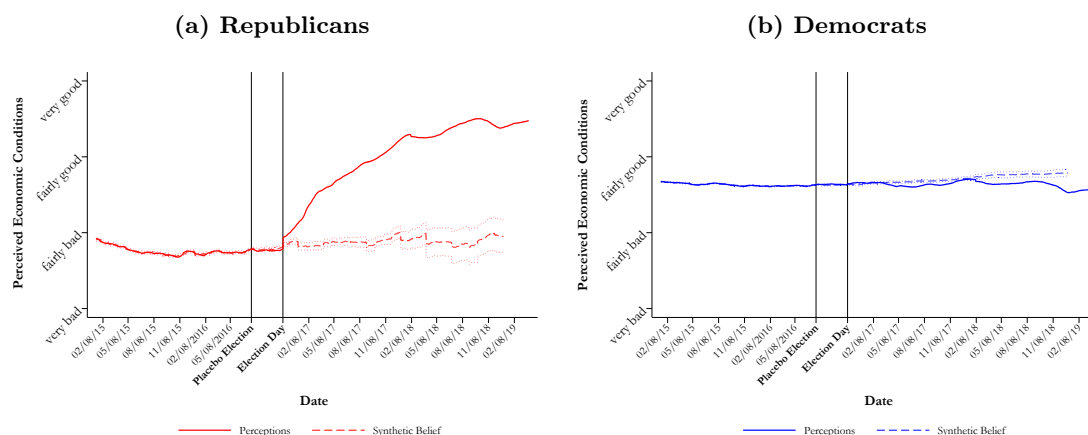 (a) Republicans
Perceived Economic Conditions
very good
fairly good
fairly bad
very bad
02/08/15
05/08/15
08/08/15
11/08/15
02/08/2016
05/08/2016
Placebo Election
Election Day
02/08/17
05/08/17
08/08/17
11/08/17
02/08/18
05/08/18
08/08/18
11/08/18
02/08/19
Date
Perceptions
Synthetic Belief
(b) Democrats
Perceived Economic Conditions
very good
fairly good
fairly bad
very bad
02/08/15
05/08/15
08/08/15
11/08/15
02/08/2016
05/08/2016
Placebo Election
Election Day
02/08/17
05/08/17
08/08/17
11/08/17
02/08/18
05/08/18
08/08/18
11/08/18
02/08/19
Date
Perceptions
Synthetic Belief